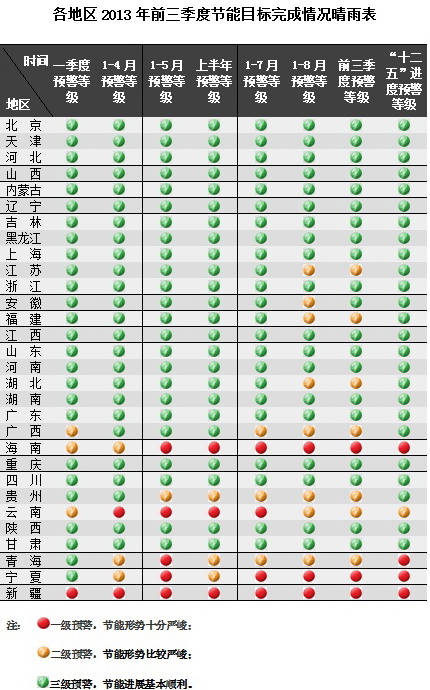 各地区 2013 年前三季度节能目标完成情况晴雨表
时间
地区
一季度预警等级
1-4 月预警等级
1-5 月预警等级
上半年预警等级
1-7 月预警等级
1-8 月预警等级
前三季度预警等级
“十二五”进度预警等级
北 京
天 津
河 北
山 西
内蒙古
辽 宁
吉 林
黑龙江
上 海
江 苏
浙 江
安 徽
福 建
江 西
山 东
河 南
湖 北
湖 南
广 东
广 西
海 南
重 庆
四 川
贵 州
云 南
陕 西
甘 肃
青 海
宁 夏
新 疆
注:
一级预警,节能形势十分严峻;
二级预警,节能形势比较严峻;
三级预警,节能进展基本顺利。